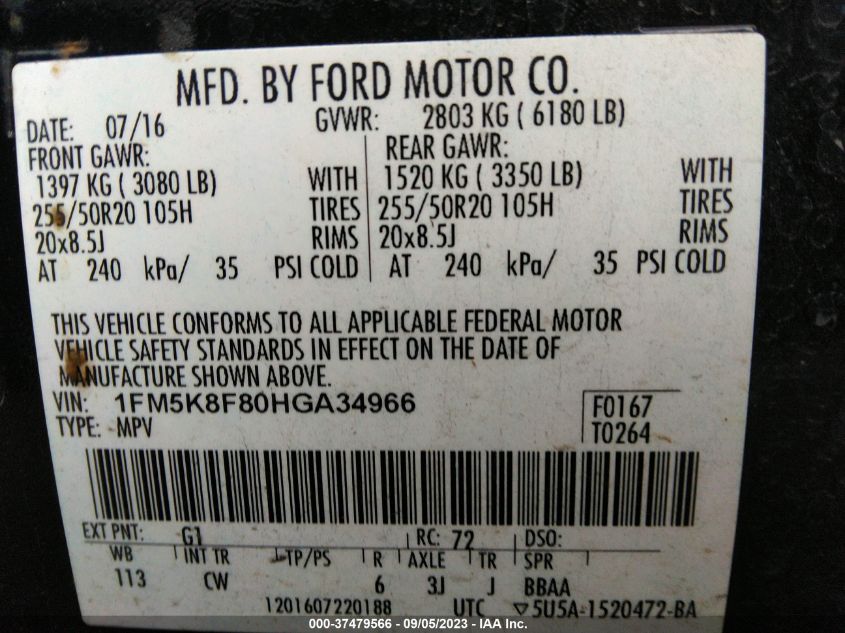 MFD. BY FORD MOTOR CO.
DATE: 07/16 GVWR: 2803 KG ( 6180 LB)
FRONT GAWR: REAR GAWR:
1397 KG ( 3080 LB) WITH 1520 KG ( 3350 LB) WITH
255/50R20 105H TIRES 255/50R20 105H TIRES
20x8.5J RIMS 20x8.5J RIMS
AT 240 kPa/ 35 PSI COLD AT 240 kPa/ 35 PSI COLD
THIS VEHICLE CONFORMS TO ALL APPLICABLE FEDERAL MOTOR
VEHICLE SAFETY STANDARDS IN EFFECT ON THE DATE OF
MANUFACTURE SHOWN ABOVE.
VIN: 1FM5K8F80HGA34966 F0167
TYPE: MPV T0264
EXT PNT: G1 RC: 72 DSO:
WB INT TR TP/PS R AXLE TR SPR
113 CW 6 3J J BBAA
1201607220188 UTC ▽5U5A-1520472-BA
000-37479566 - 09/05/2023 - IAA Inc.